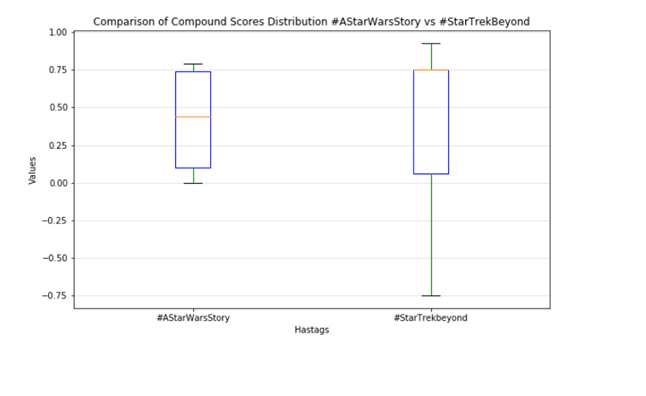 Comparison of Compound Scores Distribution #AStarWarsStory vs #StarTrekBeyond
1.00
0.75
0.50
0.25
0.00
−0.25
−0.50
−0.75
Values
#AStarWarsStory #StarTrekbeyond
Hastags